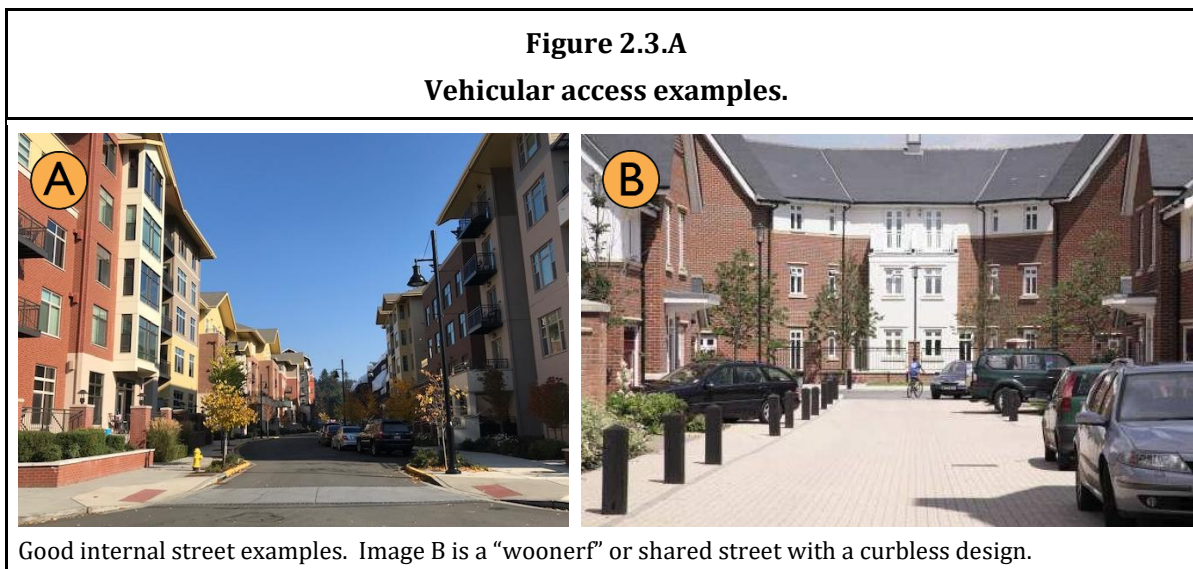 Figure 2.3.A
Vehicular access examples.
A
B
Good internal street examples. Image B is a “woonerf” or shared street with a curbless design.